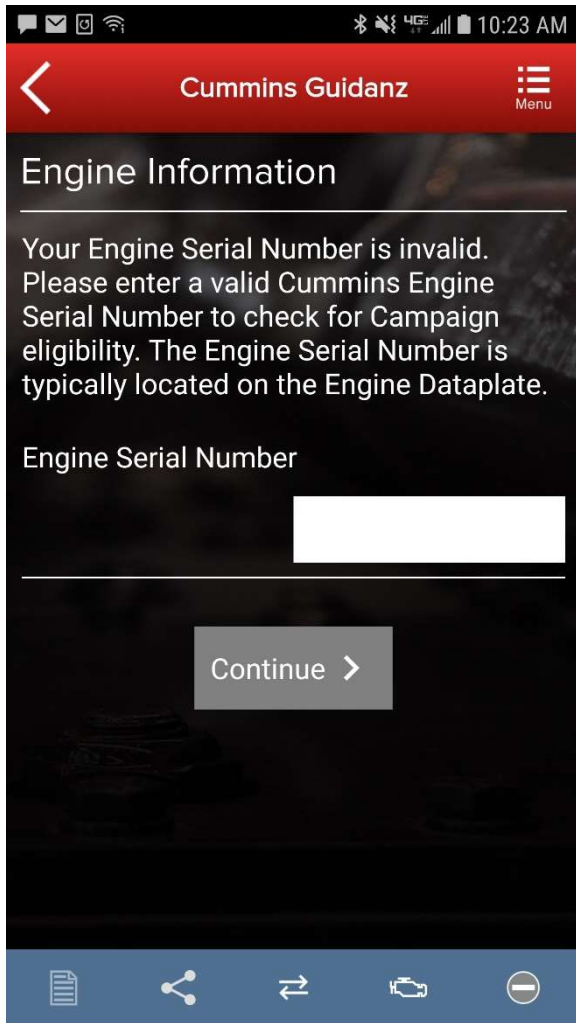 4G 10:23 AM
Cummins Guidanz
Menu
Engine Information
Your Engine Serial Number is invalid.
Please enter a valid Cummins Engine
Serial Number to check for Campaign
eligibility. The Engine Serial Number is
typically located on the Engine Dataplate.
Engine Serial Number
Continue